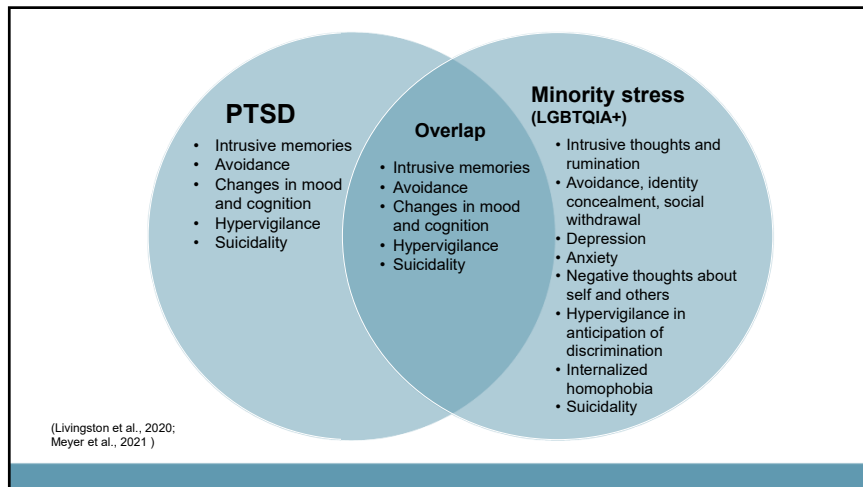 PTSD
• Intrusive memories
• Avoidance
• Changes in mood
and cognition
• Hypervigilance
• Suicidality
Overlap
• Intrusive memories
• Avoidance
• Changes in mood
and cognition
• Hypervigilance
• Suicidality
Minority stress
(LGBTQIA+)
• Intrusive thoughts and
rumination
• Avoidance, identity
concealment, social
withdrawal
• Depression
• Anxiety
• Negative thoughts about
self and others
• Hypervigilance in
anticipation of
discrimination
• Internalized
homophobia
• Suicidality
(Livingston et al., 2020;
Meyer et al., 2021 )